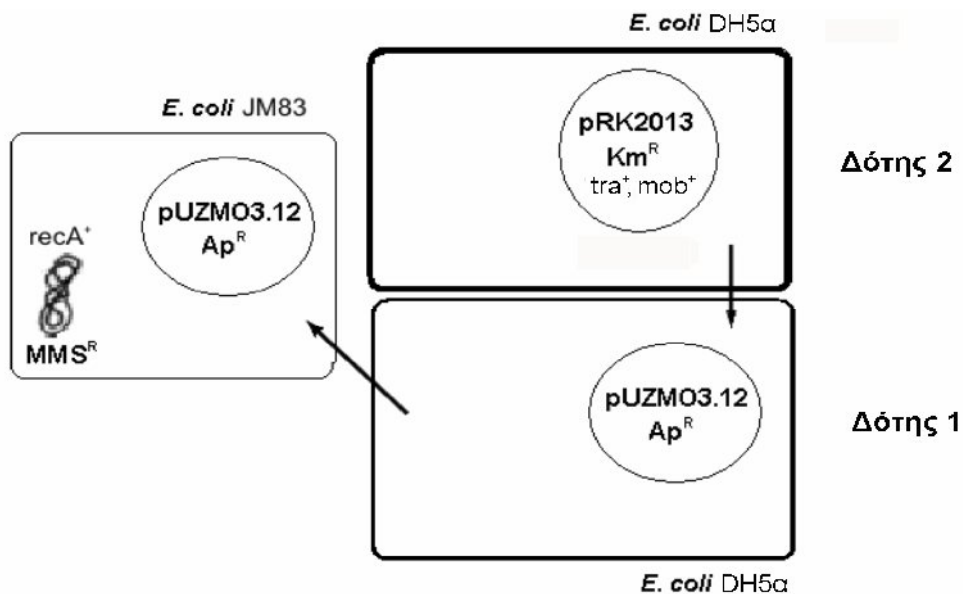 E. coli DH5α
pRK2013
Km^R
tra⁺, mob⁺
Δότης 2
E. coli JM83
pUZMO3.12
Ap^R
recA⁺
MMS^R
pUZMO3.12
Ap^R
Δότης 1
E. coli DH5α